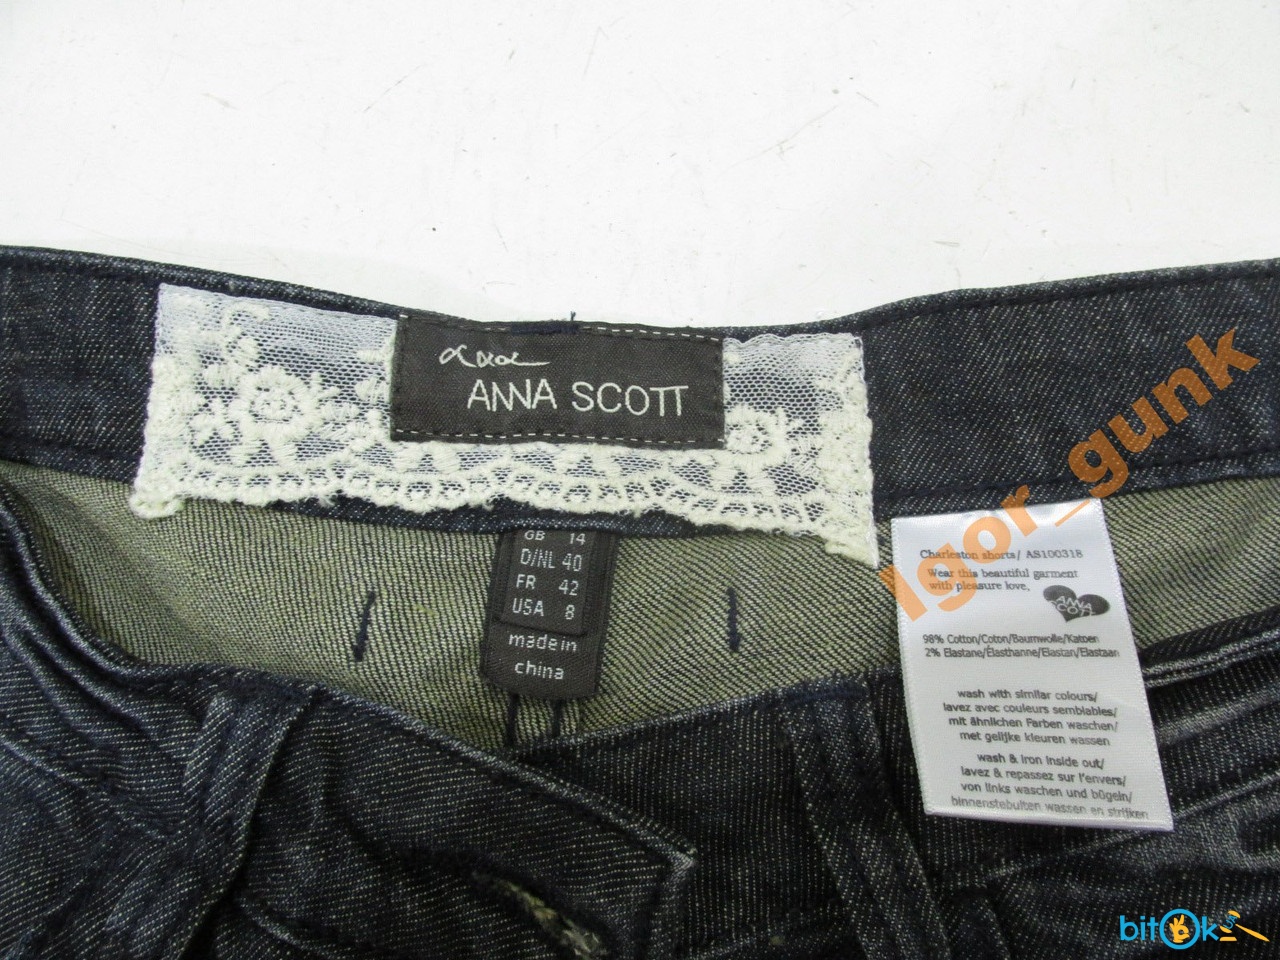 ANNA SCOTT
GB 14
D/NL 40
FR 42
USA 8
made in
china
Charleston shorts/ AS100318
Wear this beautiful garment
with pleasure love,
ANNA
SCOTT
98% Cotton/Coton/Baumwolle/Katoen
2% Elastane/Élasthanne/Elastan/Elastaan
wash with similar colours/
lavez avec couleurs semblables/
mit ähnlichen Farben waschen/
met gelijke kleuren wassen
wash & iron inside out/
lavez & repassez sur l'envers/
von links waschen und bügeln/
binnenstebuiten wassen en strijken
Igor_gunk
bitOk